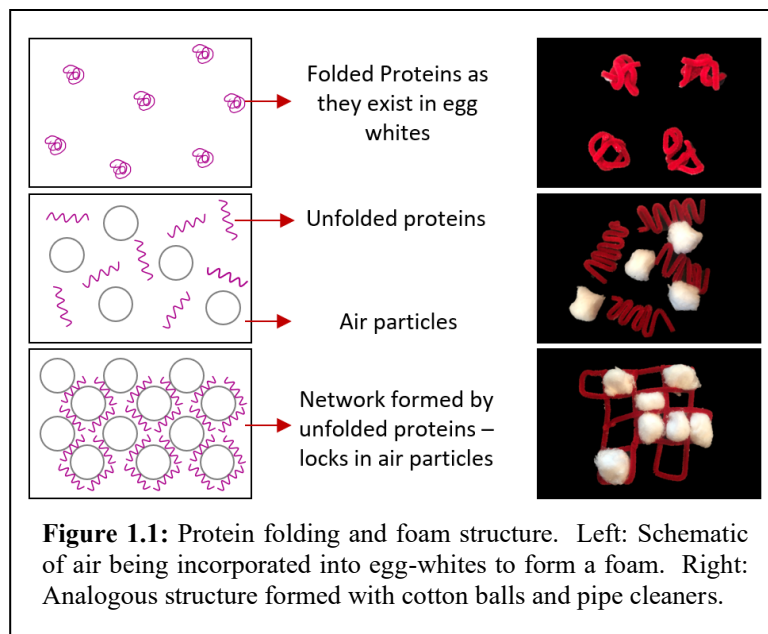 Folded Proteins as
they exist in egg
whites
Unfolded proteins
Air particles
Network formed by
unfolded proteins –
locks in air particles
Figure 1.1: Protein folding and foam structure. Left: Schematic
of air being incorporated into egg-whites to form a foam. Right:
Analogous structure formed with cotton balls and pipe cleaners.